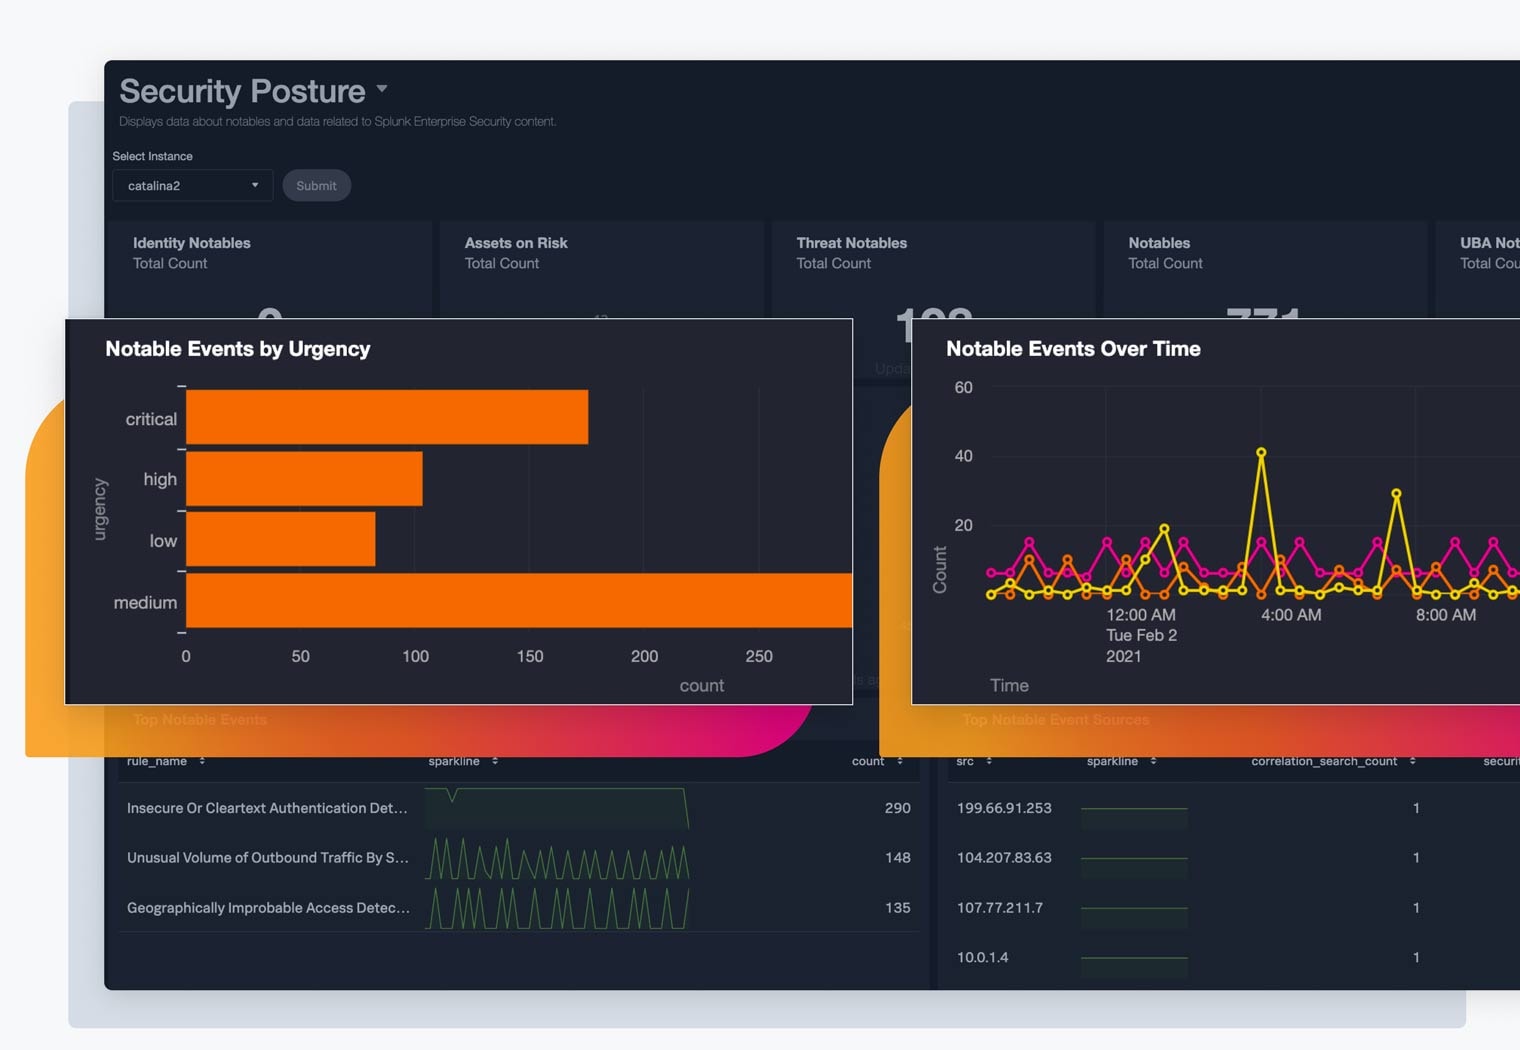 Security Posture
Displays data about notables and data related to Splunk Enterprise Security content.
Select Instance
catalina2
Submit
Identity Notables
Total Count
Assets on Risk
Total Count
Threat Notables
Total Count
Notables
Total Count
UBA Not
Total Cou
771
Notable Events by Urgency
critical
high
low
medium
urgency
0 50 100 150 200 250
count
Notable Events Over Time
60
40
20
Count
12:00 AM 4:00 AM 8:00 AM
Tue Feb 2
2021
Time
Top Notable Events
rule_name sparkline count
Insecure Or Cleartext Authentication Det... 290
Unusual Volume of Outbound Traffic By S... 148
Geographically Improbable Access Detec... 135
Top Notable Event Sources
src sparkline correlation_search_count securit
199.66.91.253 1
104.207.83.63 1
107.77.211.7 1
10.0.1.4 1